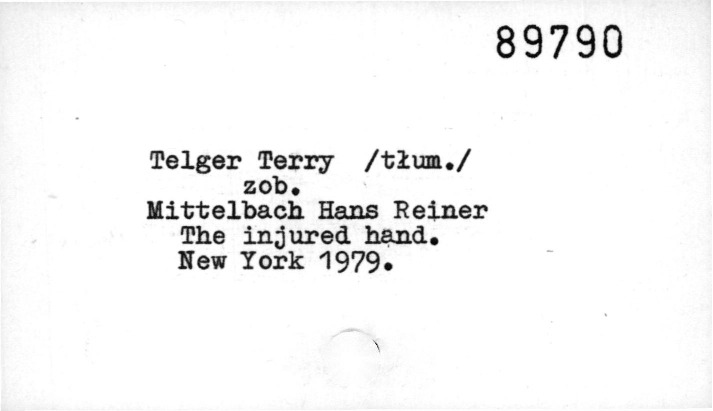 89790
Telger Terry /tłum./
zob.
Mittelbach Hans Reiner
The injured hand.
New York 1979.